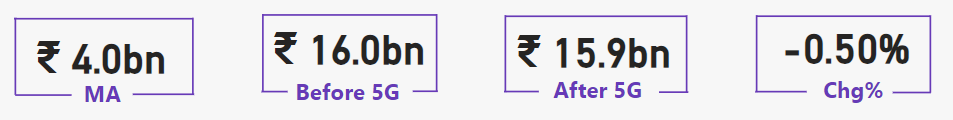 ₹ 4.0bn
MA
₹ 16.0bn
Before 5G
₹ 15.9bn
After 5G
-0.50%
Chg%